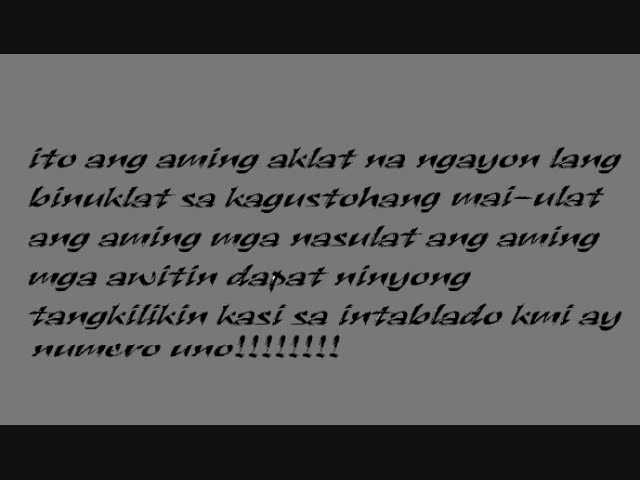 ito ang aming aklat na ngayon lang
binuklat sa kagustohang mai-ulat
ang aming mga nasulat ang aming
mga awitin dapat ninyong
tangkilikin kasi sa intablado kmi ay
numero uno!!!!!!!!